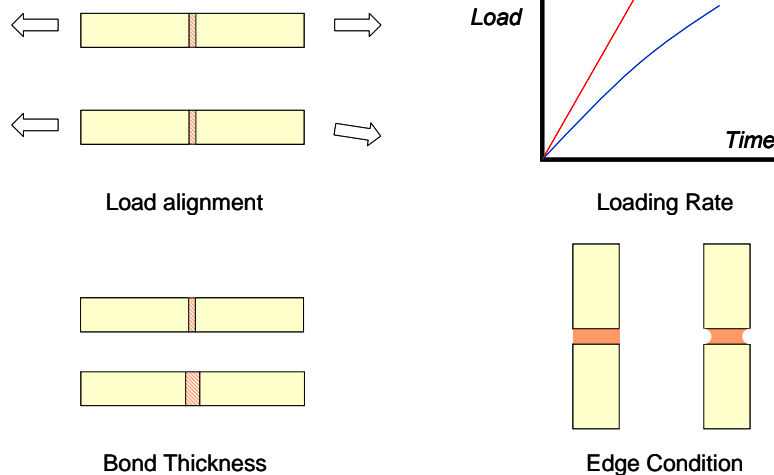 Load
Time
Load alignment
Loading Rate
Bond Thickness
Edge Condition